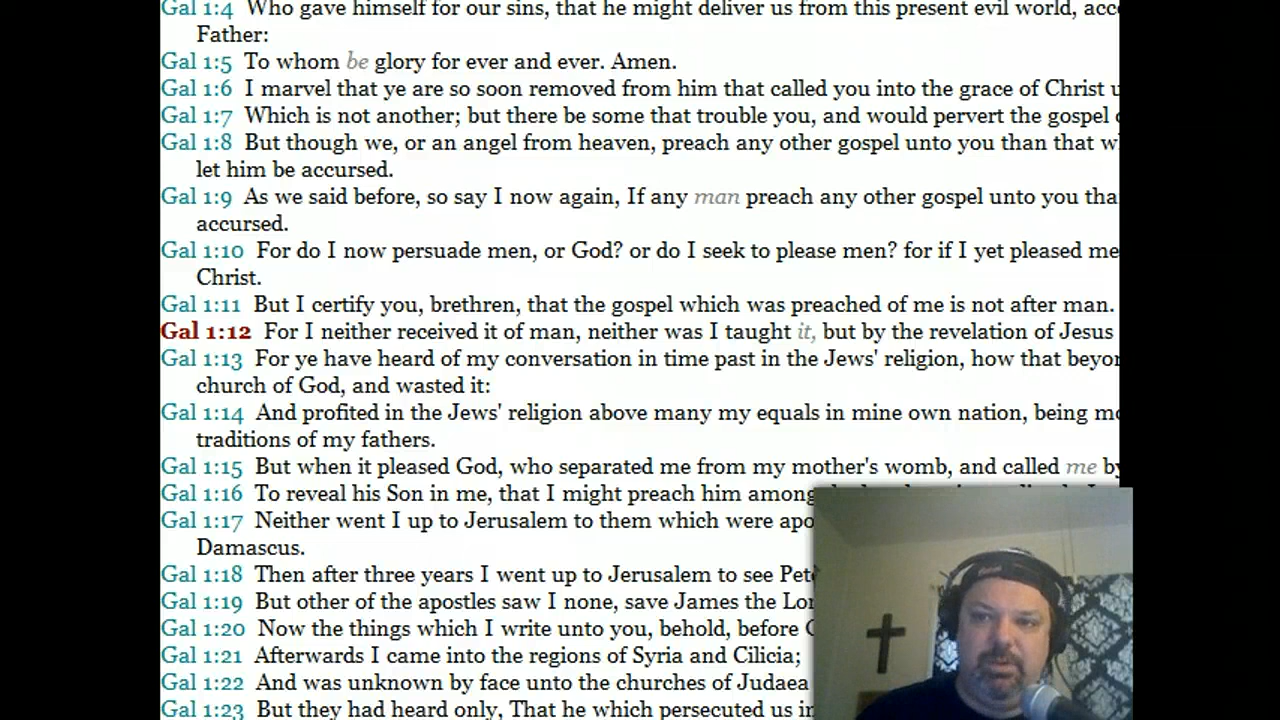 Gal 1:4 Who gave himself for our sins, that he might deliver us from this present evil world,
Father:
Gal 1:5 To whom be glory for ever and ever. Amen.
Gal 1:6 I marvel that ye are so soon removed from him that called you into the grace of Christ
Gal 1:7 Which is not another; but there be some that trouble you, and would pervert the gospel
Gal 1:8 But though we, or an angel from heaven, preach any other gospel unto you than that
let him be accursed.
Gal 1:9 As we said before, so say I now again, If any man preach any other gospel unto you
accursed.
Gal 1:10 For do I now persuade men, or God? or do I seek to please men? for if I yet pleased
Christ.
Gal 1:11 But I certify you, brethren, that the gospel which was preached of me is not after man.
Gal 1:12 For I neither received it of man, neither was I taught it, but by the revelation of Jesus
Gal 1:13 For ye have heard of my conversation in time past in the Jews' religion, how that
church of God, and wasted it:
Gal 1:14 And profited in the Jews' religion above many my equals in mine own nation, being
traditions of my fathers.
Gal 1:15 But when it pleased God, who separated me from my mother's womb, and called me
Gal 1:16 To reveal his Son in me, that I might preach him among
Gal 1:17 Neither went I up to Jerusalem to them which were
Damascus.
Gal 1:18 Then after three years I went up to Jerusalem to see
Gal 1:19 But other of the apostles saw I none, save James the
Gal 1:20 Now the things which I write unto you, behold, before
Gal 1:21 Afterwards I came into the regions of Syria and Cilicia;
Gal 1:22 And was unknown by face unto the churches of Judaea
Gal 1:23 But they had heard only, That he which persecuted us